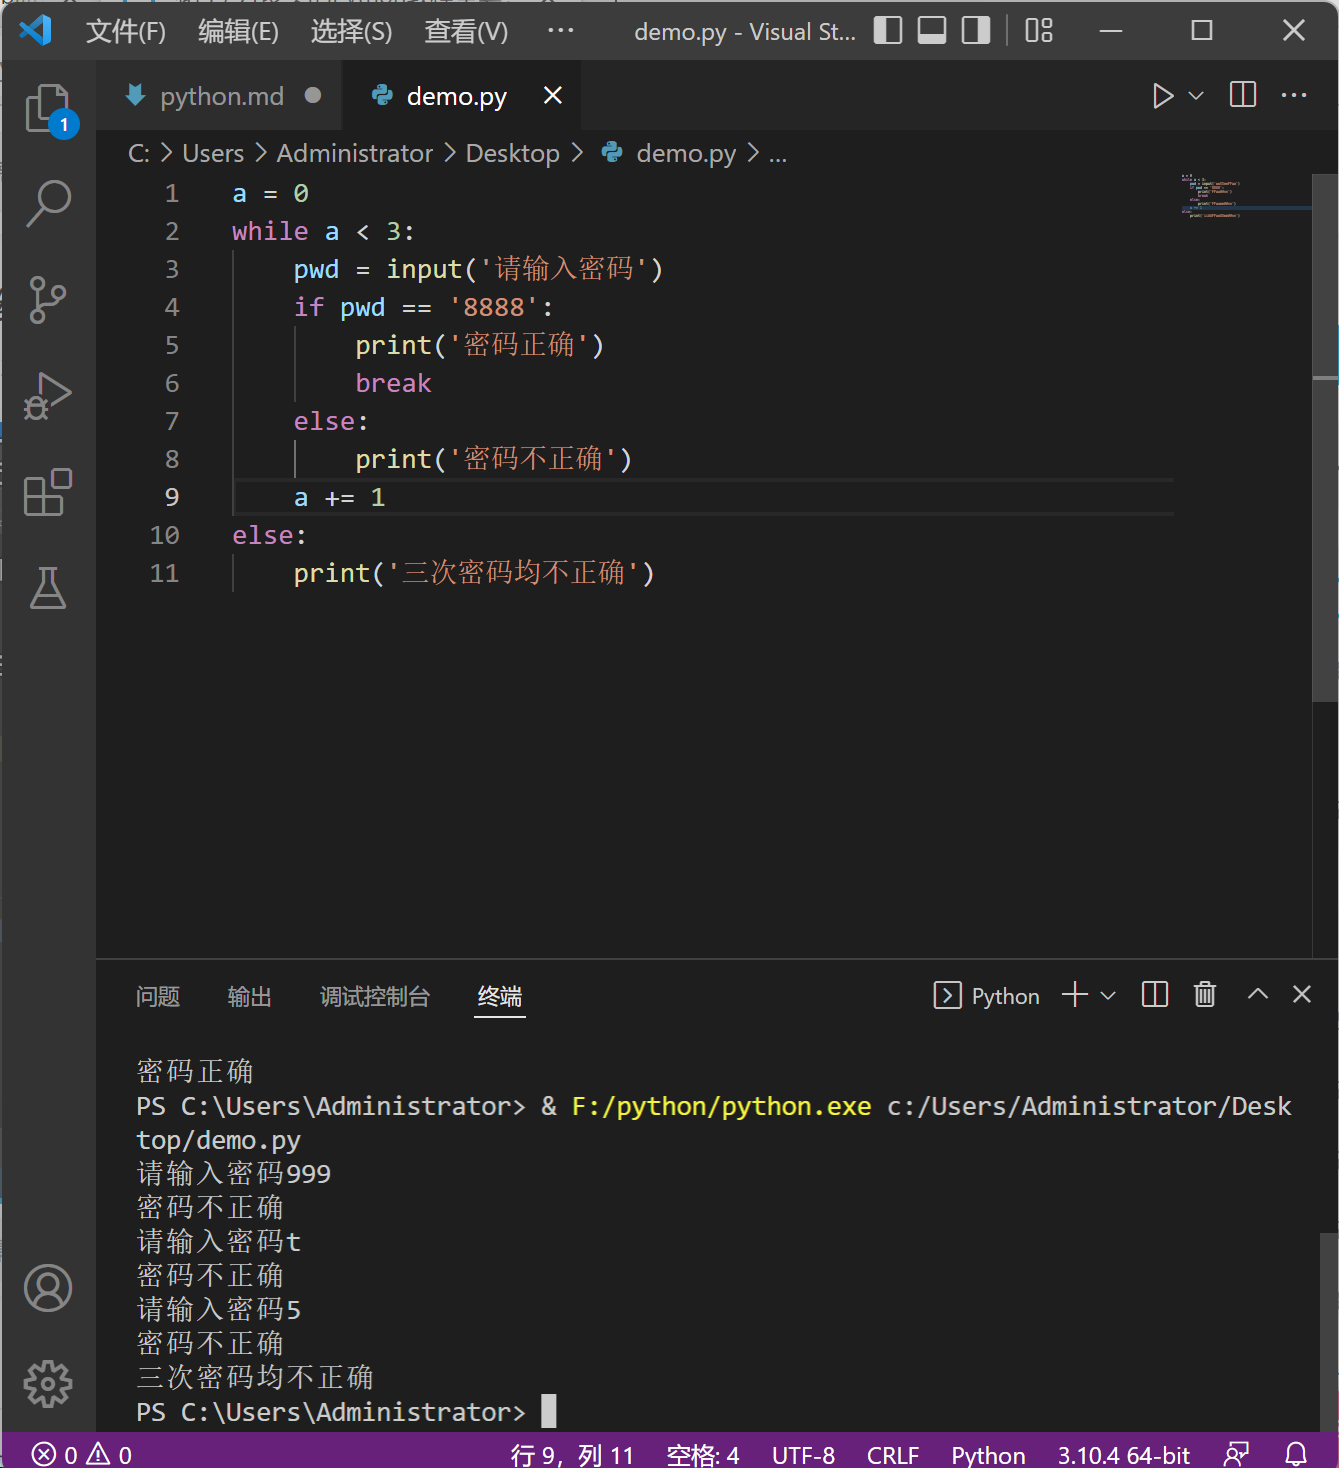 文件(F) 编辑(E) 选择(S) 查看(V) ··· demo.py - Visual St...
python.md demo.py
1
C: > Users > Administrator > Desktop > demo.py > ...
1 a = 0
2 while a < 3:
3 pwd = input('请输入密码')
4 if pwd == '8888':
5 print('密码正确')
6 break
7 else:
8 print('密码不正确')
9 a += 1
10 else:
11 print('三次密码均不正确')
问题 输出 调试控制台 终端 Python
密码正确
PS C:\Users\Administrator> & F:/python/python.exe c:/Users/Administrator/Desk
top/demo.py
请输入密码999
密码不正确
请输入密码t
密码不正确
请输入密码5
密码不正确
三次密码均不正确
PS C:\Users\Administrator>
0 0 行 9, 列 11 空格: 4 UTF-8 CRLF Python 3.10.4 64-bit